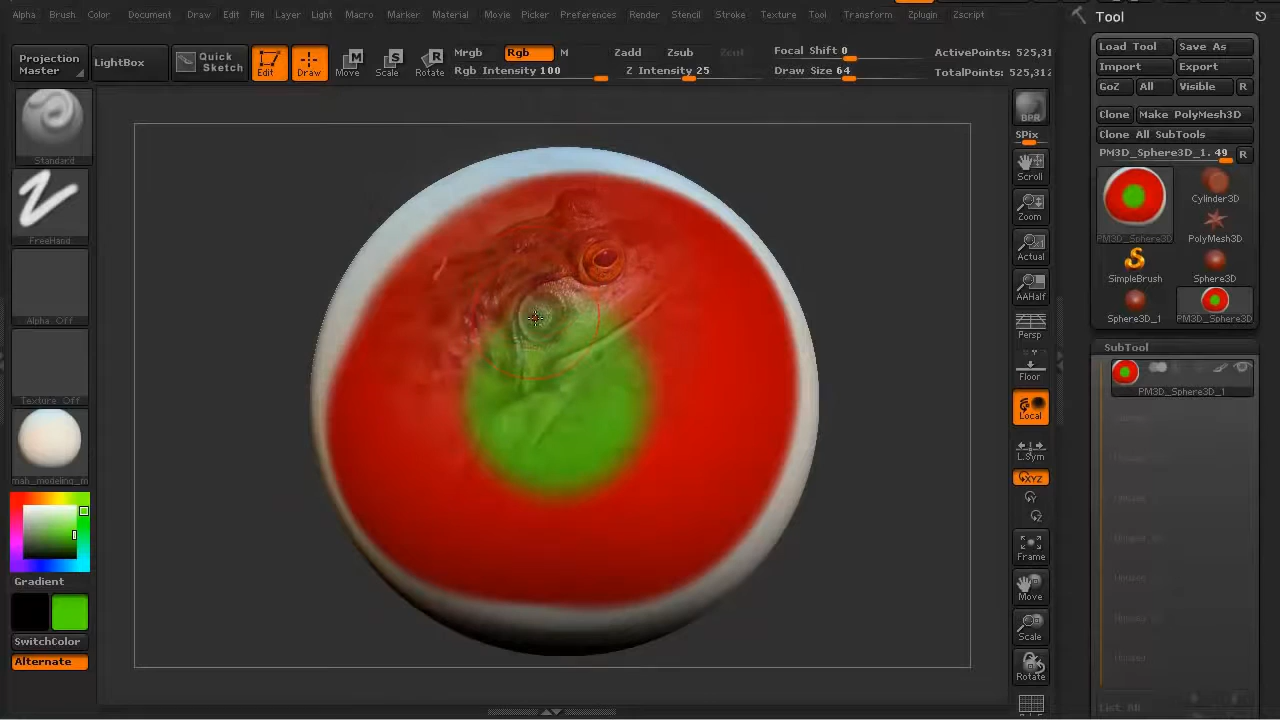 Alpha Brush Color Document Draw Edit File Layer Light Macro Marker Material Movie Picker Preferences Render Stencil Stroke Texture Tool Transform Zplugin Zscript
Tool
Load Tool Save As
Import Export
GoZ All Visible R
Clone Make PolyMesh3D
Clone All SubTools
PM3D_Sphere3D_1. 49 R
Cylinder3D
PM3D_Sphere3D PolyMesh3D
SimpleBrush Sphere3D
Sphere3D_1 PM3D_Sphere3D
SubTool
PM3D_Sphere3D_1
List All
Projection
Master
LightBox
Quick
Sketch
Edit
Draw
Move
Scale
Rotate
Mrgb Rgb M
Rgb Intensity 100
Zadd Zsub Zcut
Z Intensity 25
Focal Shift 0
Draw Size 64
ActivePoints: 525,31
TotalPoints: 525,312
Standard
FreeHand
Alpha Off
Texture Off
Gradient
SwitchColor
Alternate
BPR
SPix
Scroll
Zoom
Actual
AAHalf
Persp
Floor
Local
L.Sym
XYZ
Frame
Move
Scale
Rotate